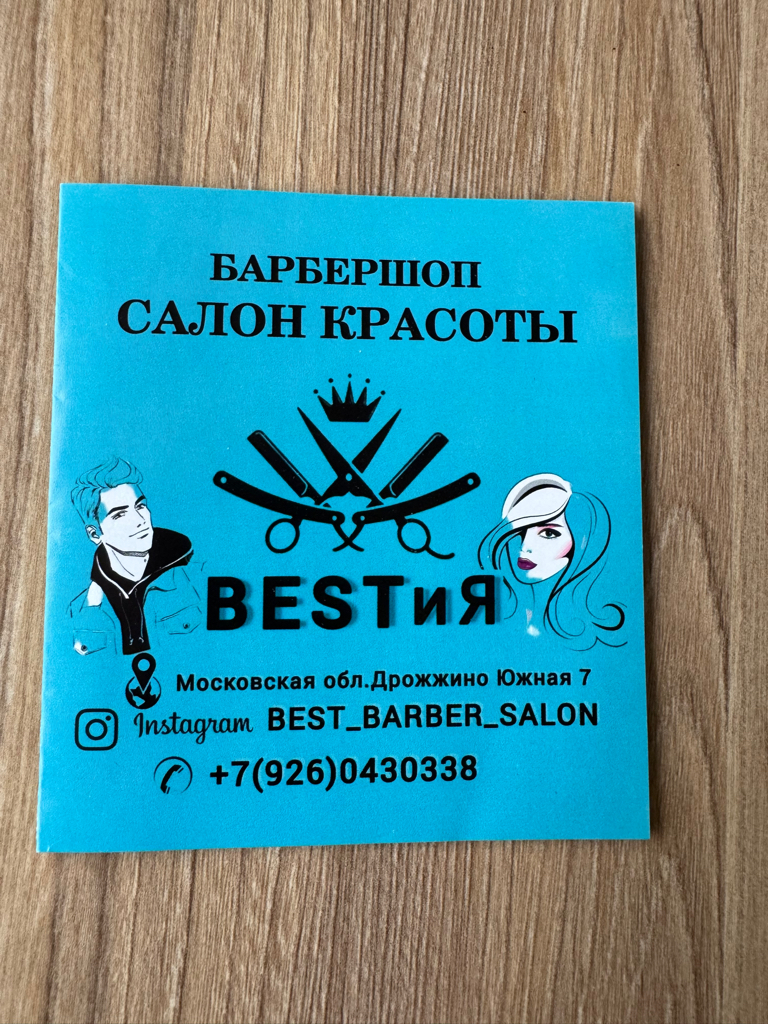 БАРБЕРШОП
САЛОН КРАСОТЫ
BESTиЯ
Московская обл.Дрожжино Южная 7
Instagram BEST_BARBER_SALON
+7(926)0430338